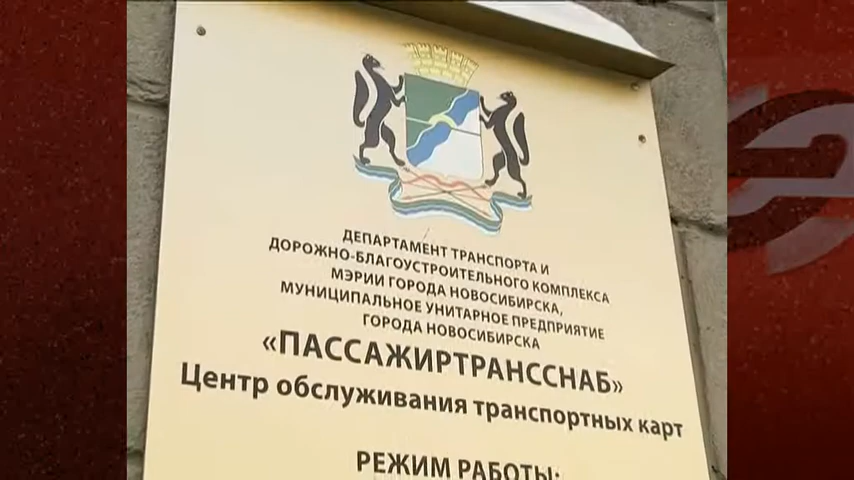 ДЕПАРТАМЕНТ ТРАНСПОРТА И
ДОРОЖНО-БЛАГОУСТРОИТЕЛЬНОГО КОМПЛЕКСА
МЭРИИ ГОРОДА НОВОСИБИРСКА,
МУНИЦИПАЛЬНОЕ УНИТАРНОЕ ПРЕДПРИЯТИЕ
ГОРОДА НОВОСИБИРСКА
«ПАССАЖИРТРАНССНАБ»
Центр обслуживания транспортных карт
РЕЖИМ РАБОТЫ: